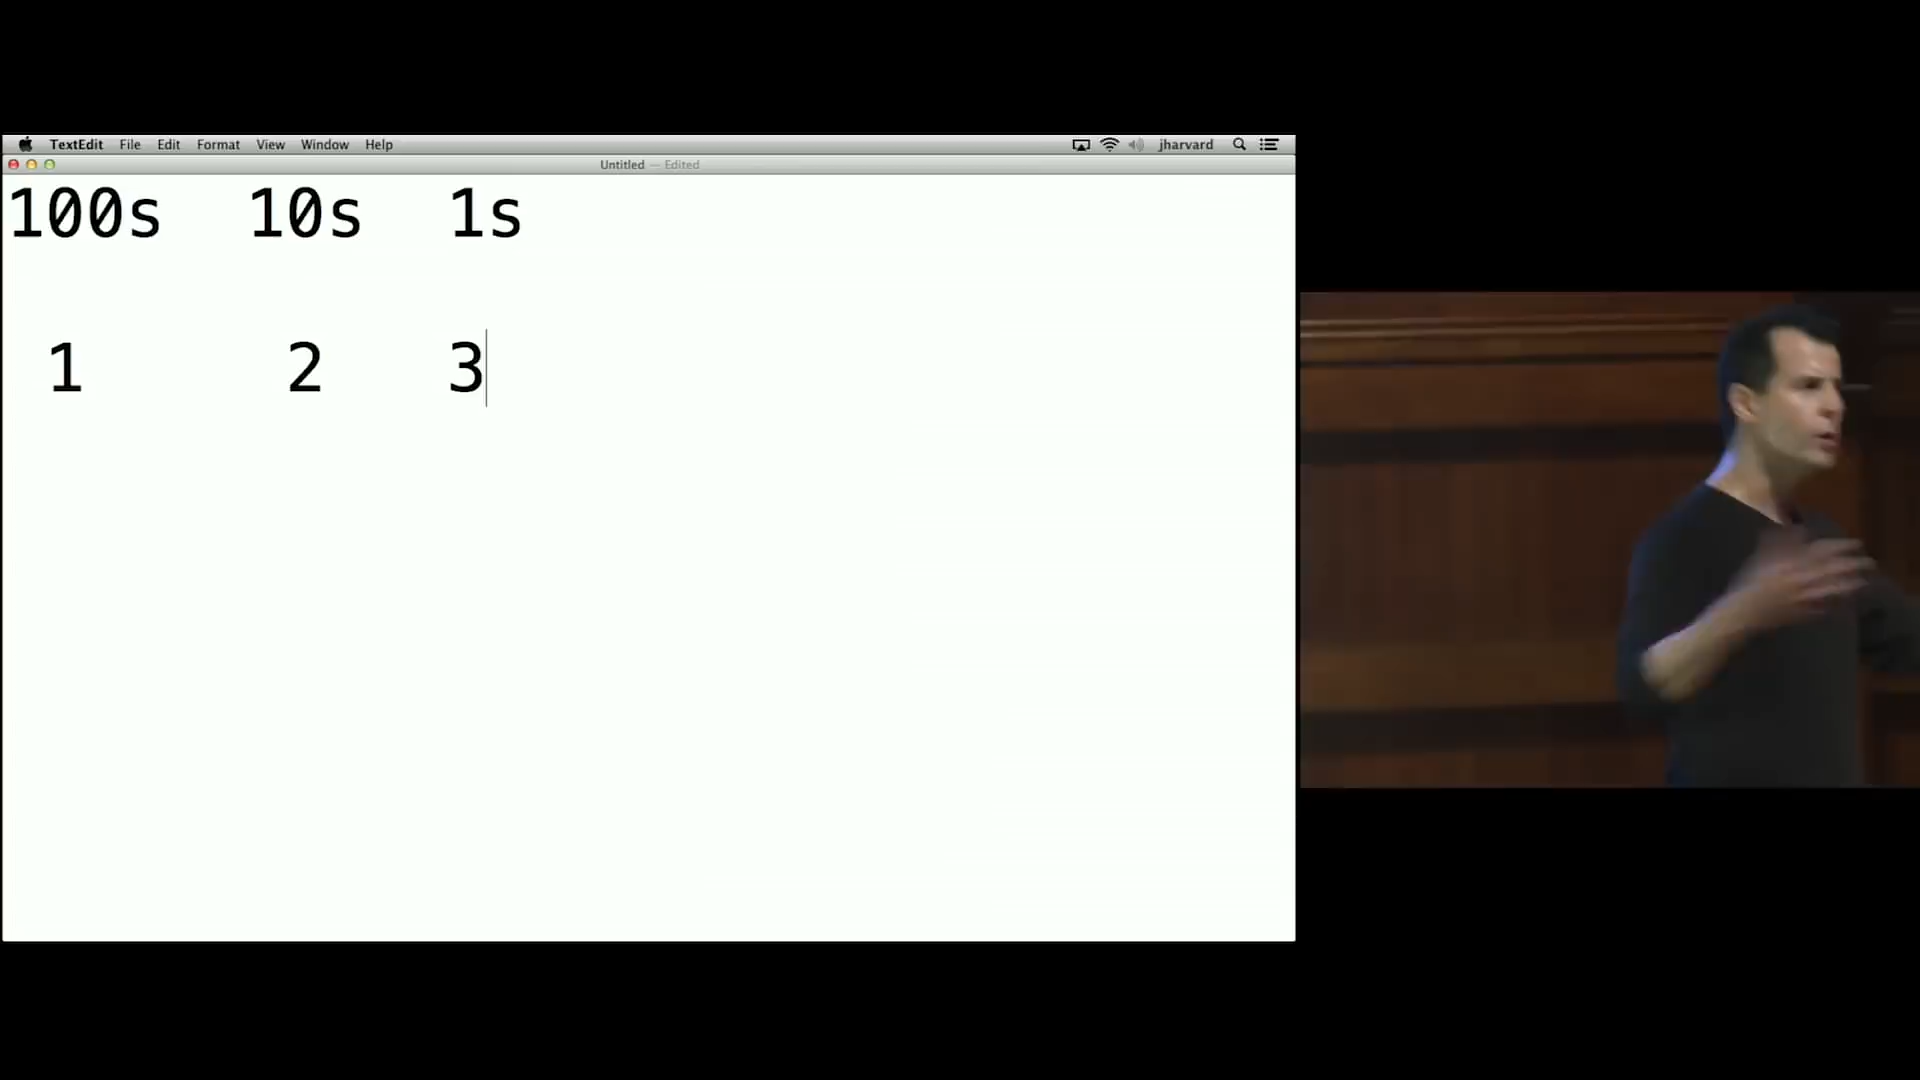 TextEdit File Edit Format View Window Help jharvard
Untitled — Edited
100s 10s 1s
1 2 3